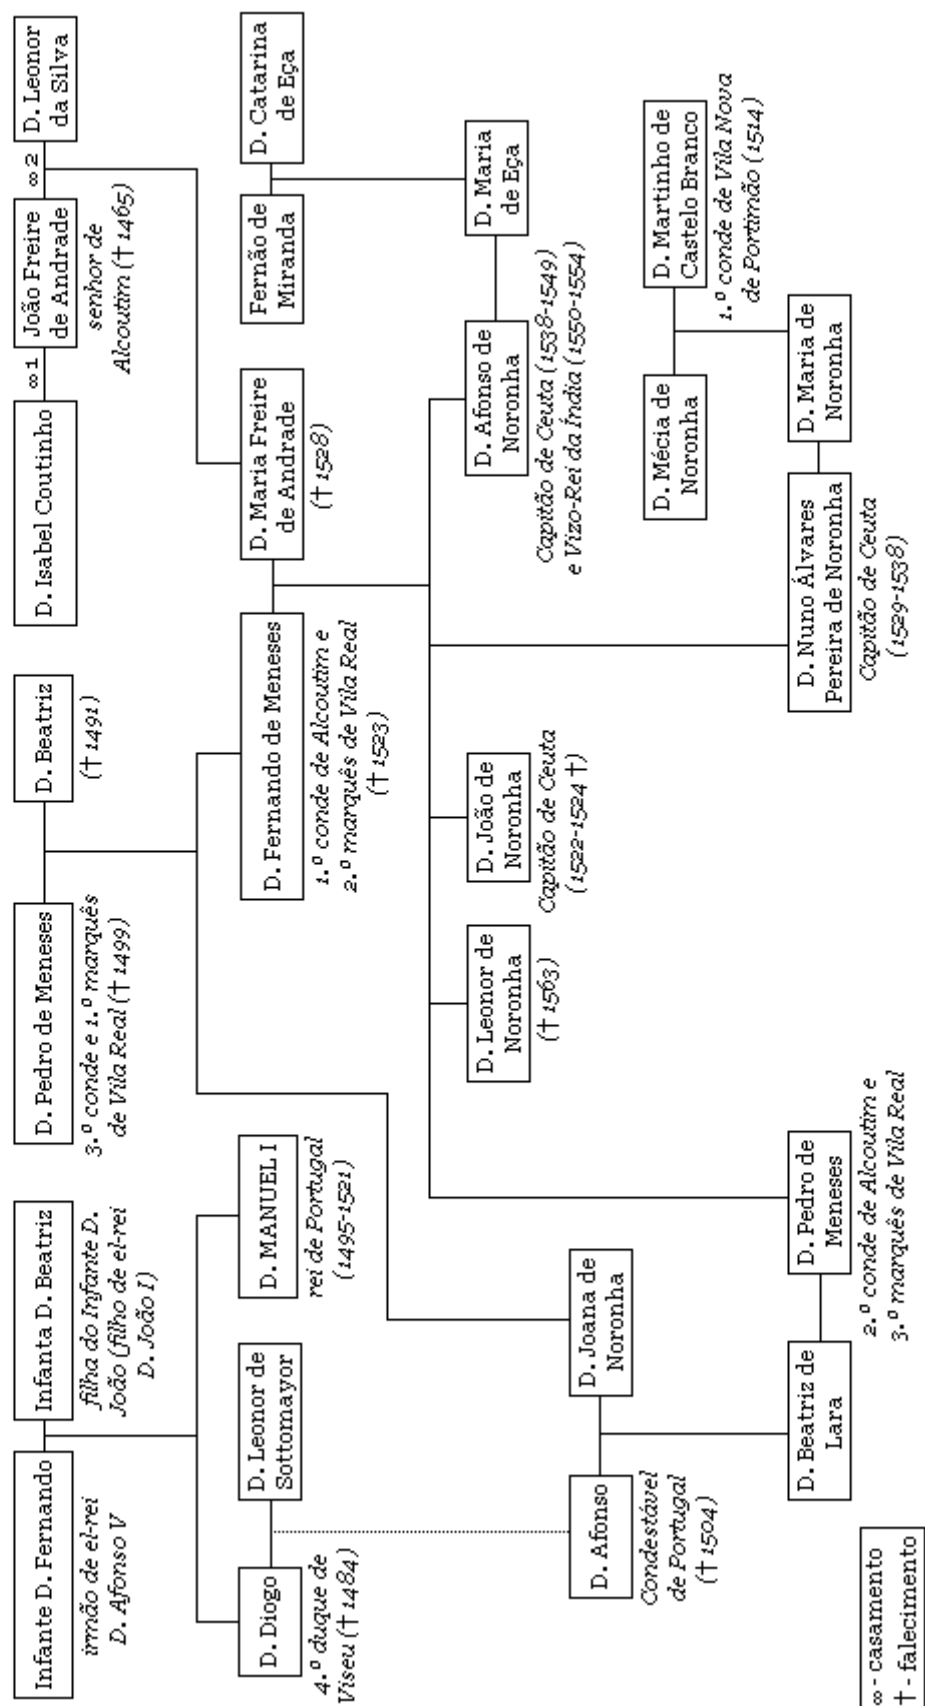 Infante D. Fernando
irmão de el-rei
D. Afonso V
Infanta D. Beatriz
filha do Infante D.
João (filho de el-rei
D. João I)
D. Pedro de Meneses
3.º conde e 1.º marquês
de Vila Real († 1499)
D. Beatriz
(† 1491)
D. Isabel Coutinho
∞ 1
João Freire
de Andrade
senhor de
Alcoutim († 1465)
∞ 2
D. Leonor
da Silva
D. Diogo
4.º duque de
Viseu († 1484)
D. Leonor de
Sottomayor
D. MANUEL I
rei de Portugal
(1495-1521)
D. Fernando de Meneses
1.º conde de Alcoutim e
2.º marquês de Vila Real
(† 1523)
D. Maria Freire
de Andrade
(† 1528)
Fernão de
Miranda
D. Catarina
de Eça
D. Leonor de
Noronha
(† 1563)
D. João de
Noronha
Capitão de Ceuta
(1522-1524 †)
D. Afonso de
Noronha
Capitão de Ceuta (1538-1549)
e Vizo-Rei da Índia (1550-1554)
D. Maria
de Eça
D. Afonso
Condestável
de Portugal
(† 1504)
D. Joana de
Noronha
D. Mécia de
Noronha
D. Martinho de
Castelo Branco
1.º conde de Vila Nova
de Portimão (1514)
D. Beatriz de
Lara
D. Pedro de
Meneses
2.º conde de Alcoutim e
3.º marquês de Vila Real
D. Nuno Álvares
Pereira de Noronha
Capitão de Ceuta
(1529-1538)
D. Maria de
Noronha
∞ - casamento
† - falecimento